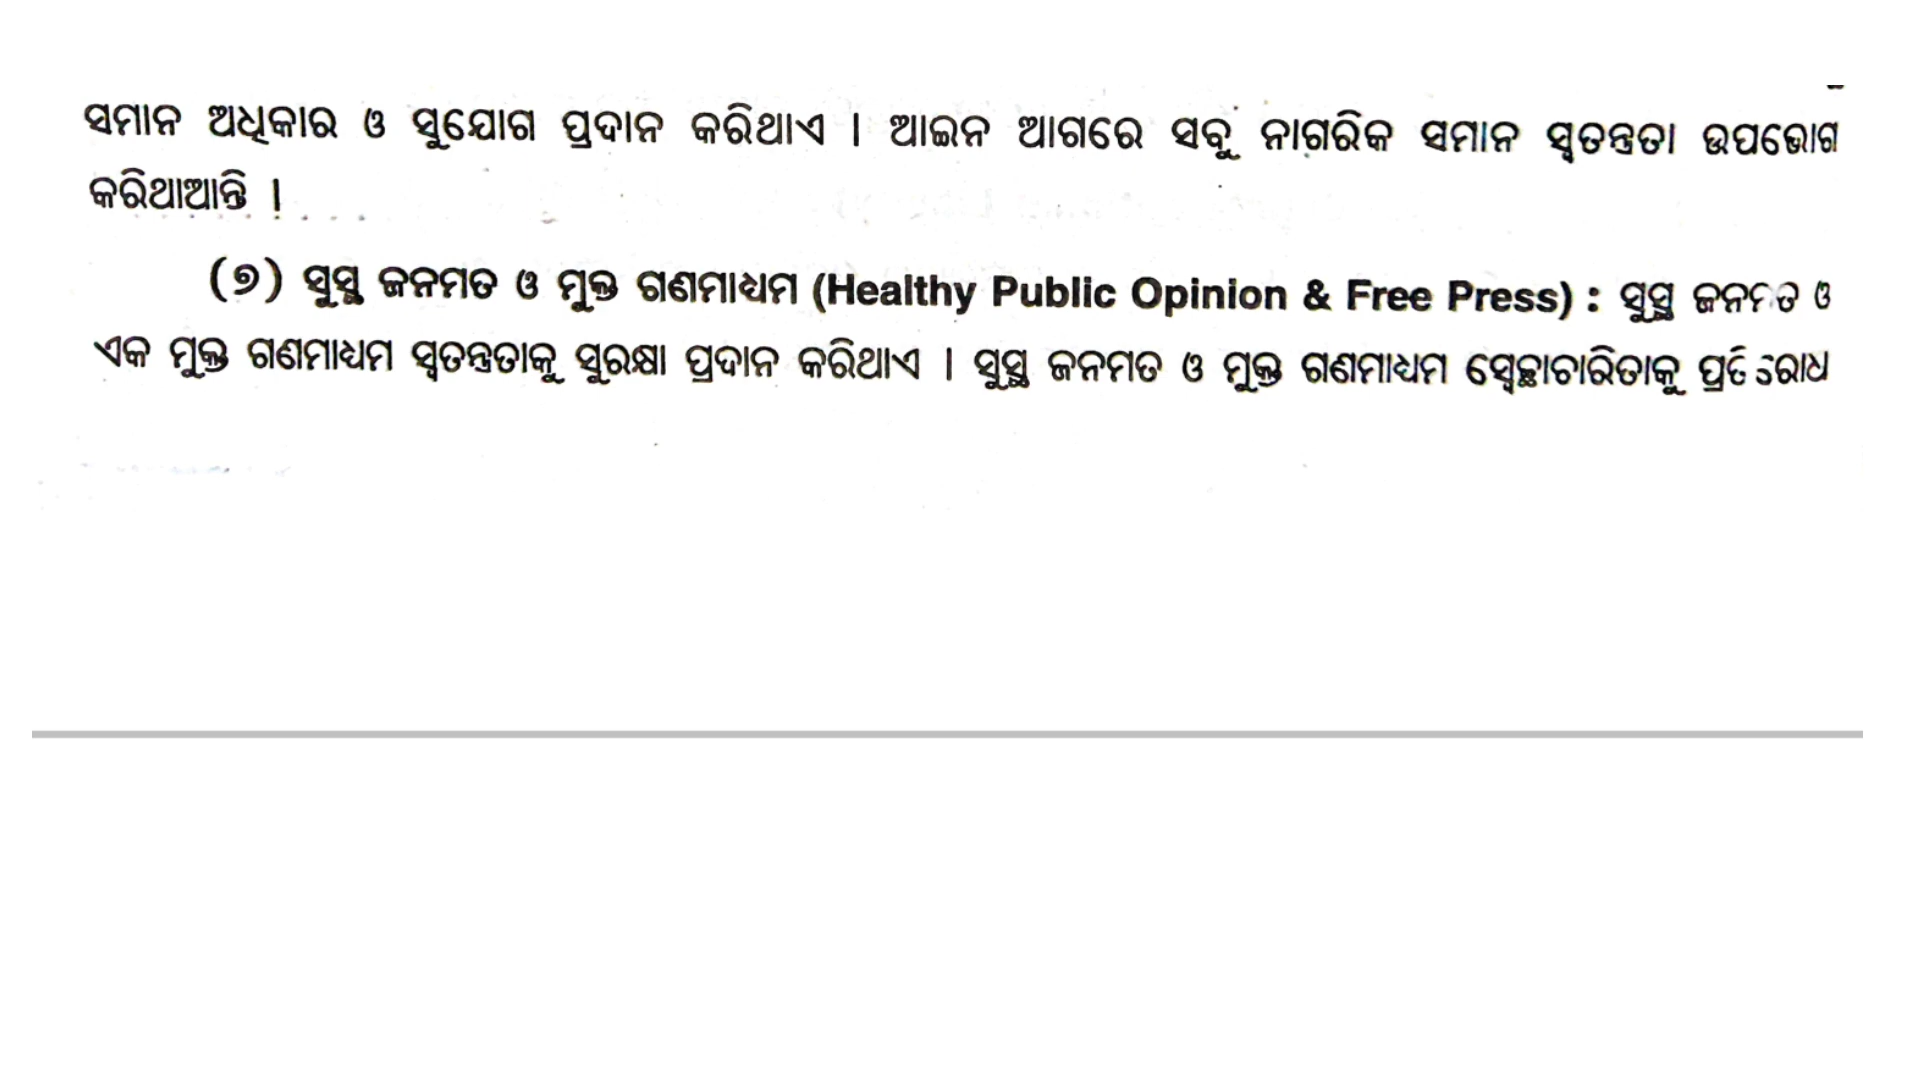 ସମାନ ଅଧିକାର ଓ ସୁଯୋଗ ପ୍ରଦାନ କରିଥାଏ । ଆଇନ ଆଗରେ ସବୁ ନାଗରିକ ସମାନ ସ୍ୱତନ୍ତ୍ରତା ଉପଭୋଗ
କରିଥାଆନ୍ତି ।
(୭) ସୁସ୍ଥ ଜନମତ ଓ ମୁକ୍ତ ଗଣମାଧ୍ୟମ (Healthy Public Opinion & Free Press) : ସୁସ୍ଥ ଜନମତ ଓ
ଏକ ମୁକ୍ତ ଗଣମାଧ୍ୟମ ସ୍ୱତନ୍ତ୍ରତାକୁ ସୁରକ୍ଷା ପ୍ରଦାନ କରିଥାଏ । ସୁସ୍ଥ ଜନମତ ଓ ମୁକ୍ତ ଗଣମାଧ୍ୟମ ସ୍ୱେଚ୍ଛାଚାରିତାକୁ ପ୍ରତିରୋଧ